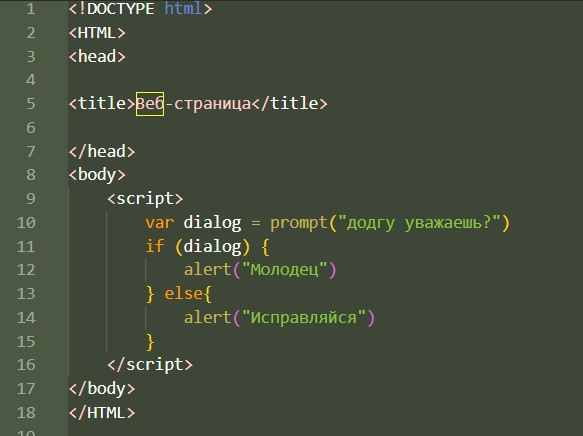 1 <!DOCTYPE html>
2 <HTML>
3 <head>
4
5 <title>Веб-страница</title>
6
7 </head>
8 <body>
9 <script>
10 var dialog = prompt("додгу уважаешь?")
11 if (dialog) {
12 alert("Молодец")
13 } else{
14 alert("Исправляйся")
15 }
16 </script>
17 </body>
18 </HTML>
19